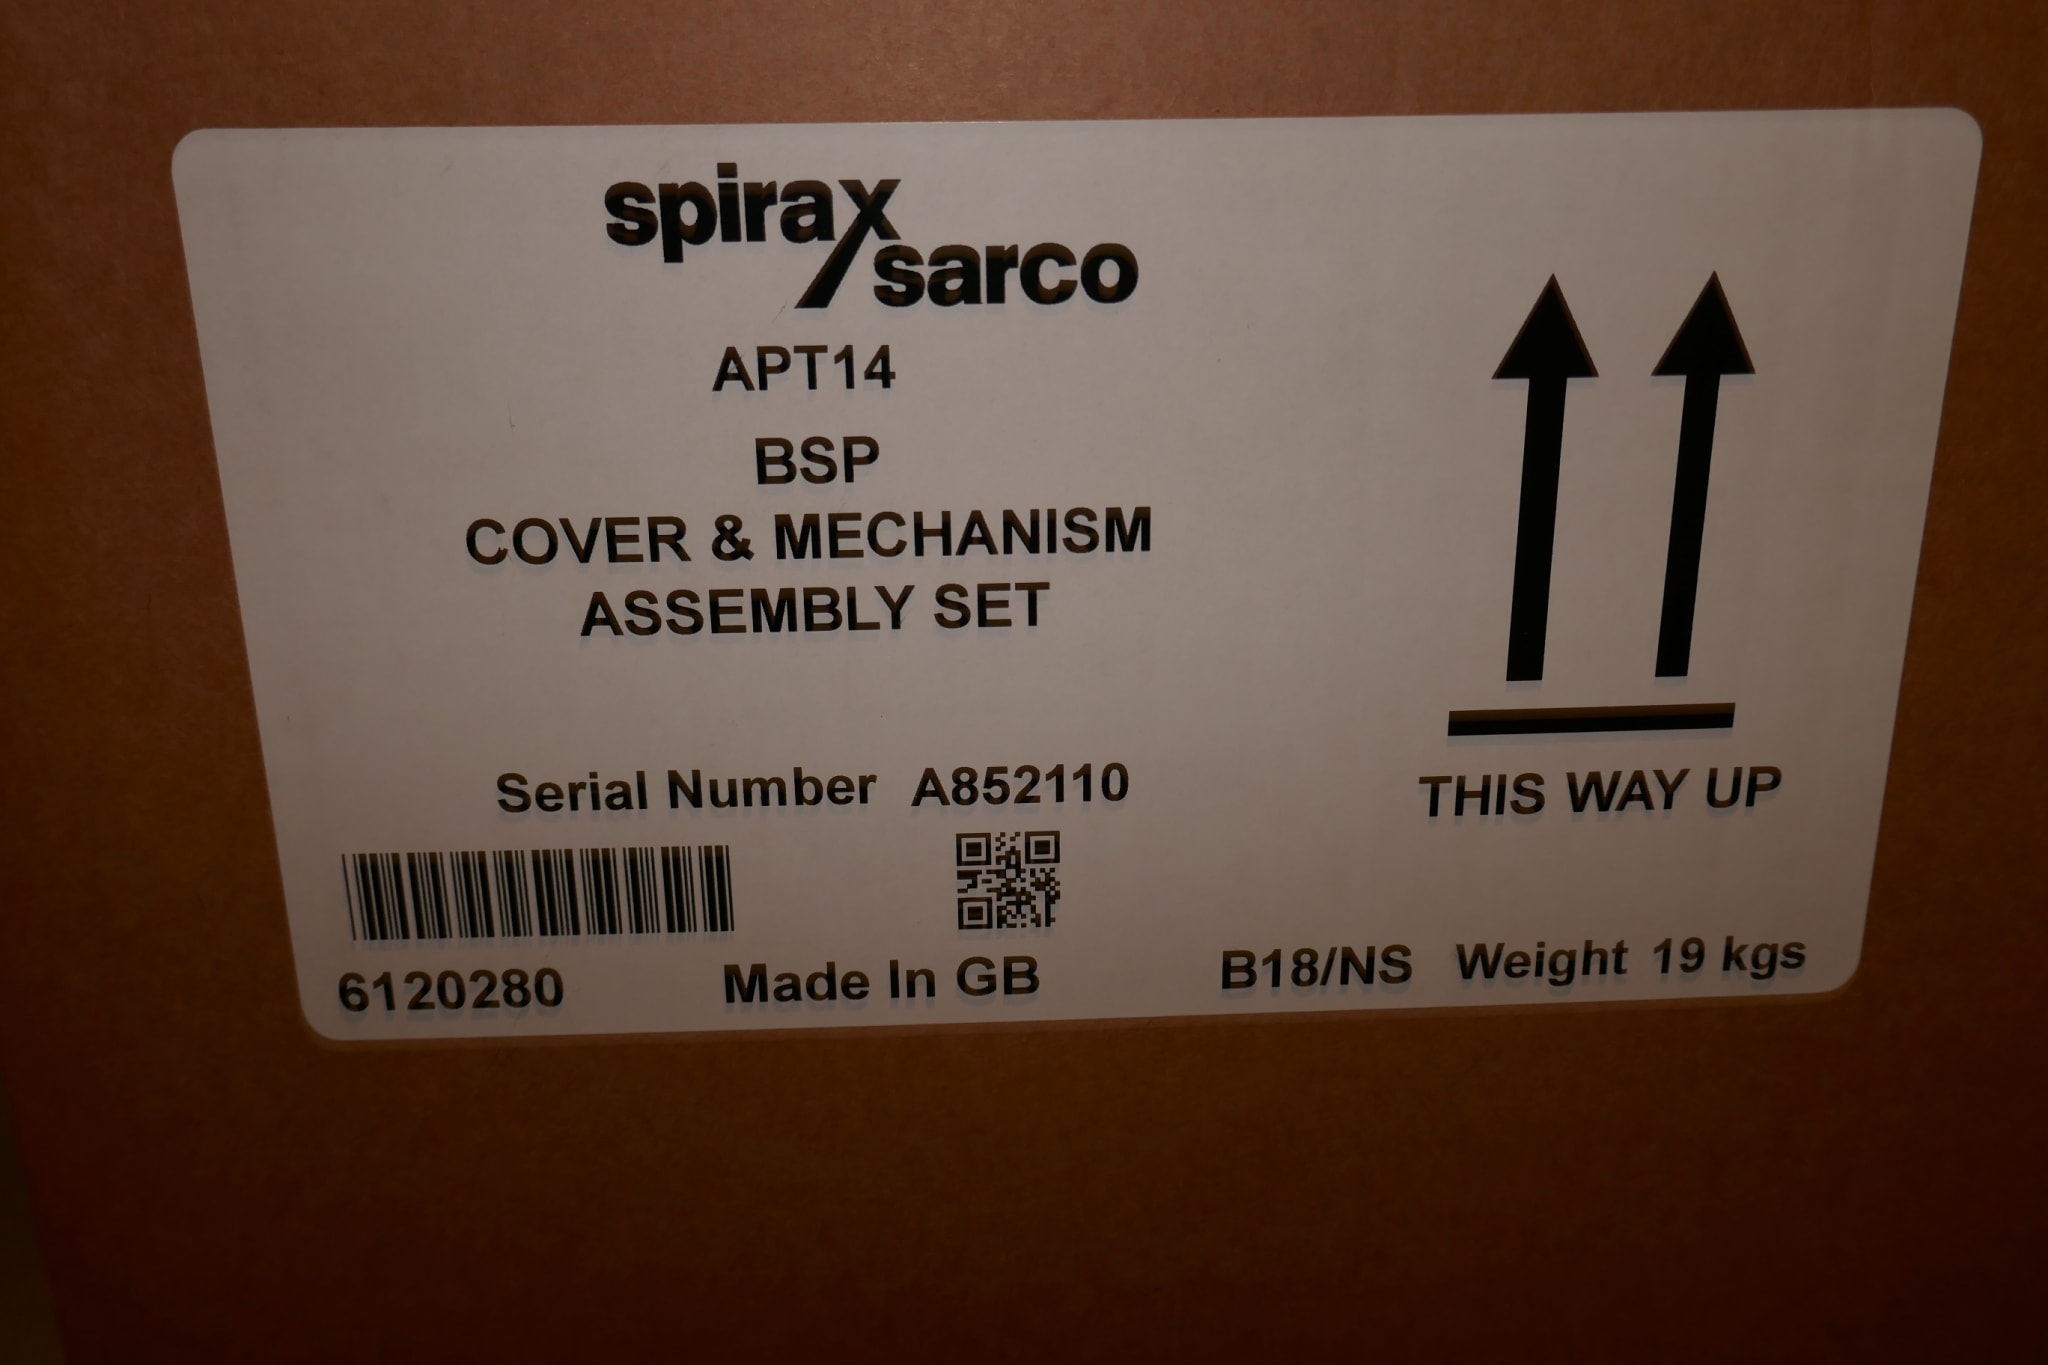 spirax
sarco
APT14
BSP
COVER & MECHANISM
ASSEMBLY SET
Serial Number A852110
THIS WAY UP
6120280
Made In GB
B18/NS Weight 19 kgs